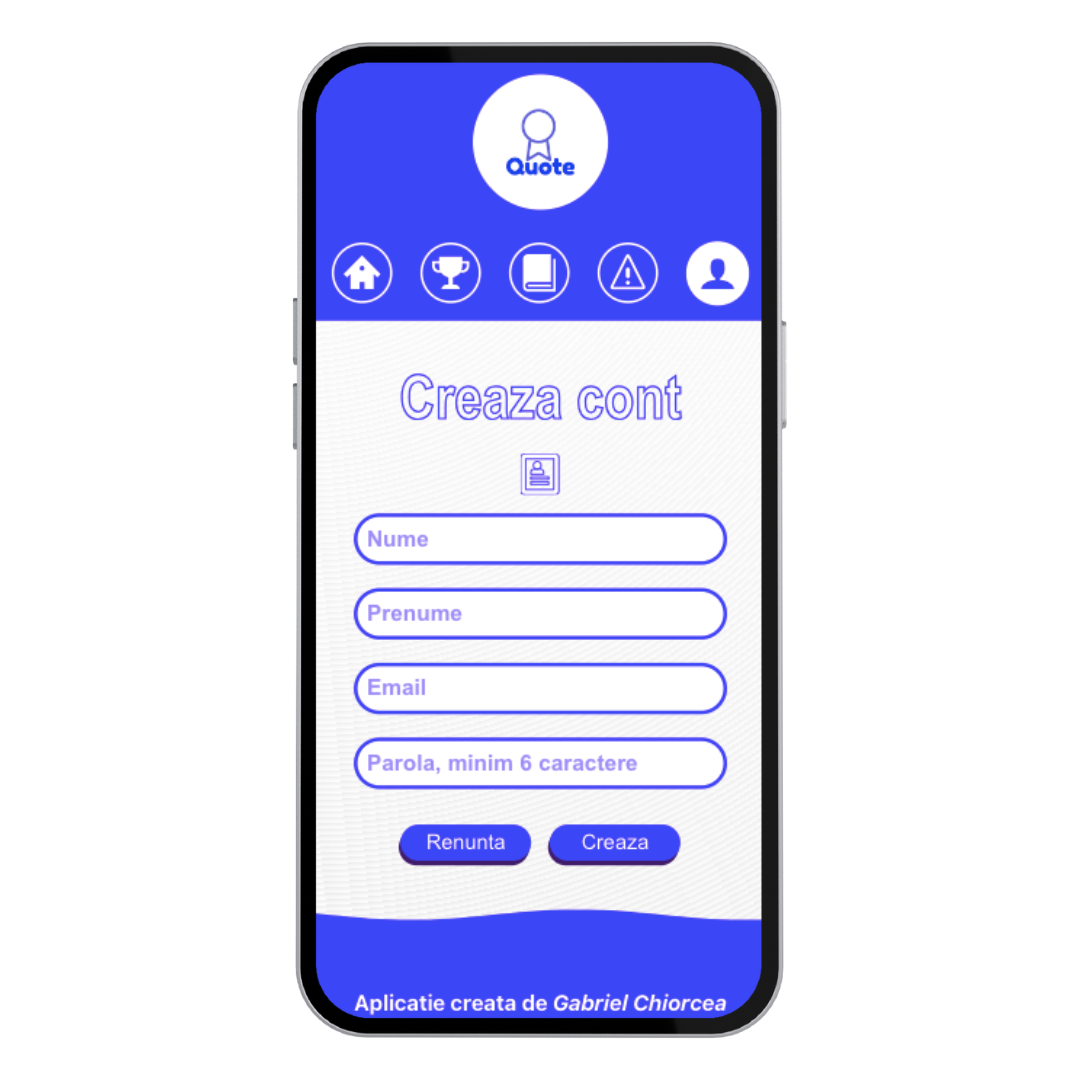 Quote
Creaza cont
Nume
Prenume
Email
Parola, minim 6 caractere
Renunta Creaza
Aplicatie creata de Gabriel Chiorcea